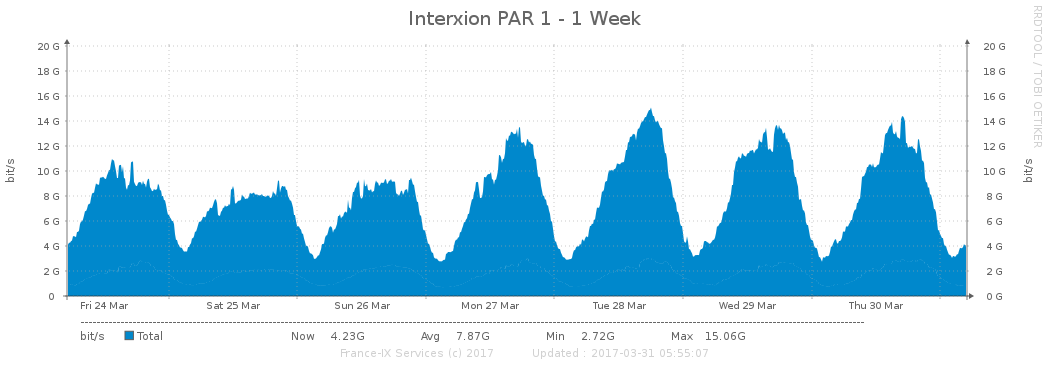 Interxion PAR 1 - 1 Week
RRDTOOL / TOBI OETIKER
20 G 20 G
18 G 18 G
16 G 16 G
14 G 14 G
12 G 12 G
10 G 10 G
8 G 8 G
6 G 6 G
4 G 4 G
2 G 2 G
0 0 G
bit/s
bit/s
Fri 24 Mar Sat 25 Mar Sun 26 Mar Mon 27 Mar Tue 28 Mar Wed 29 Mar Thu 30 Mar
bit/s Total Now 4.23G Avg 7.87G Min 2.72G Max 15.06G
France-IX Services (c) 2017 Updated : 2017-03-31 05:55:07